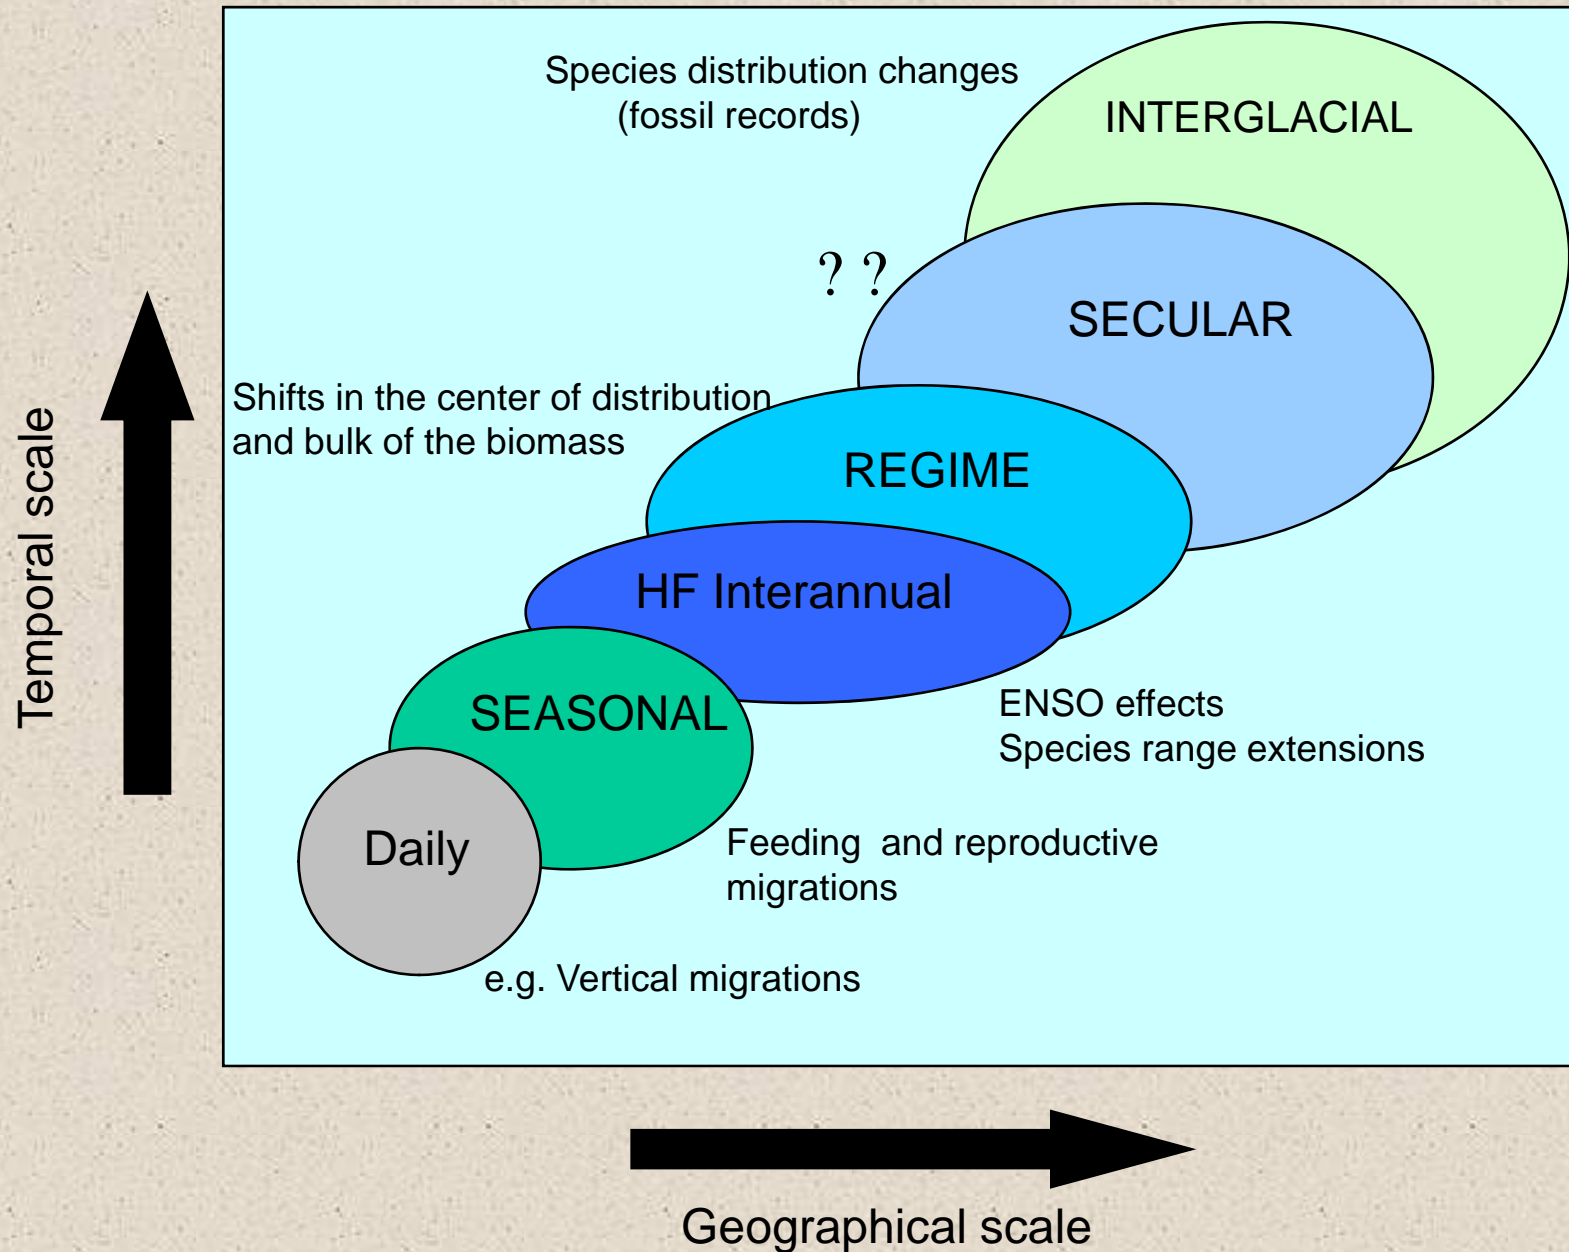 Species distribution changes
(fossil records)
INTERGLACIAL
? ?
SECULAR
Shifts in the center of distribution
and bulk of the biomass
REGIME
HF Interannual
SEASONAL
ENSO effects
Species range extensions
Daily
Feeding and reproductive
migrations
e.g. Vertical migrations
Temporal scale
Geographical scale